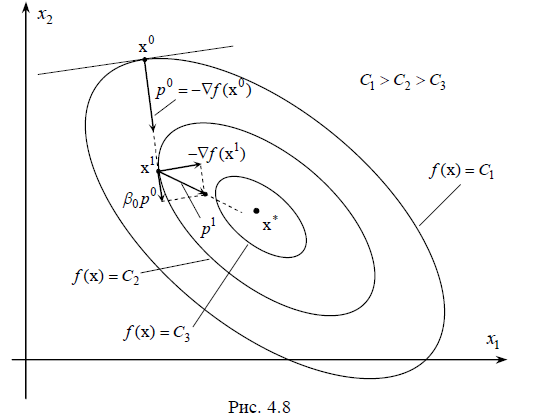 x₂
x⁰
p⁰ = −∇f(x⁰)
C₁ > C₂ > C₃
x¹
−∇f(x¹)
f(x) = C₁
β₀p⁰
p¹
x*
f(x) = C₂
f(x) = C₃
x₁
Рис. 4.8